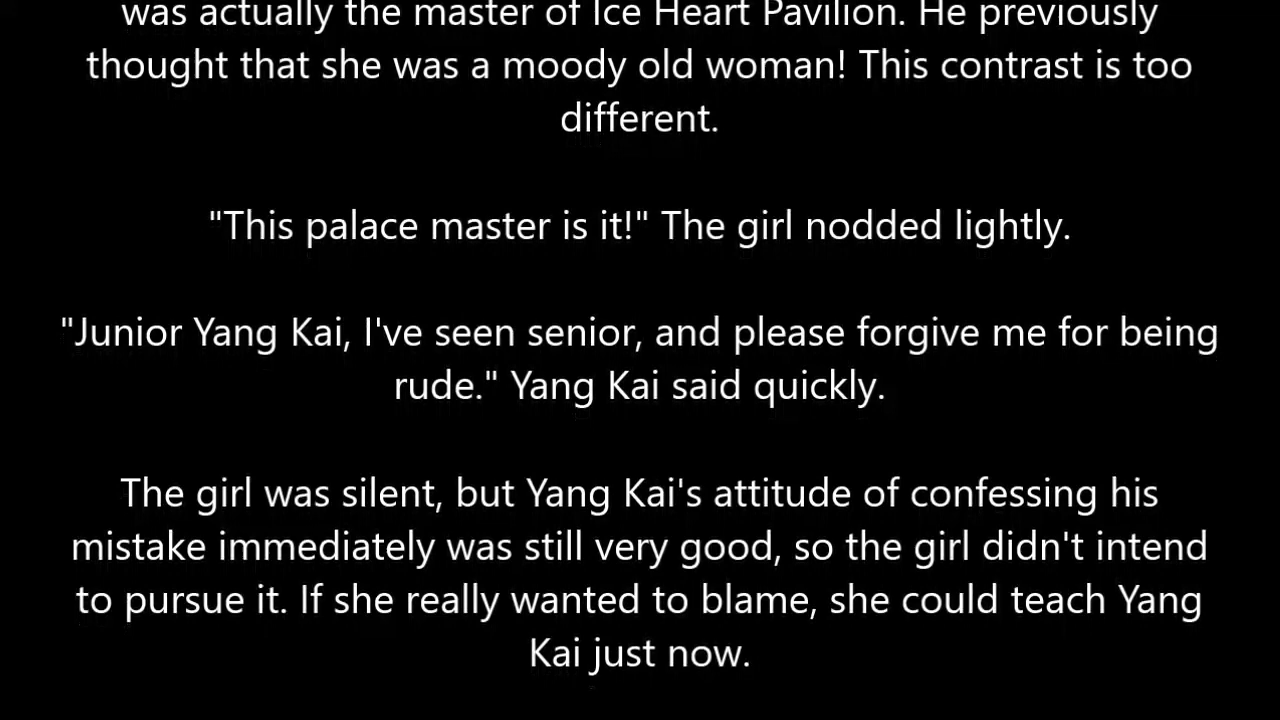 was actually the master of Ice Heart Pavilion. He previously
thought that she was a moody old woman! This contrast is too
different.
"This palace master is it!" The girl nodded lightly.
"Junior Yang Kai, I've seen senior, and please forgive me for being
rude." Yang Kai said quickly.
The girl was silent, but Yang Kai's attitude of confessing his
mistake immediately was still very good, so the girl didn't intend
to pursue it. If she really wanted to blame, she could teach Yang
Kai just now.